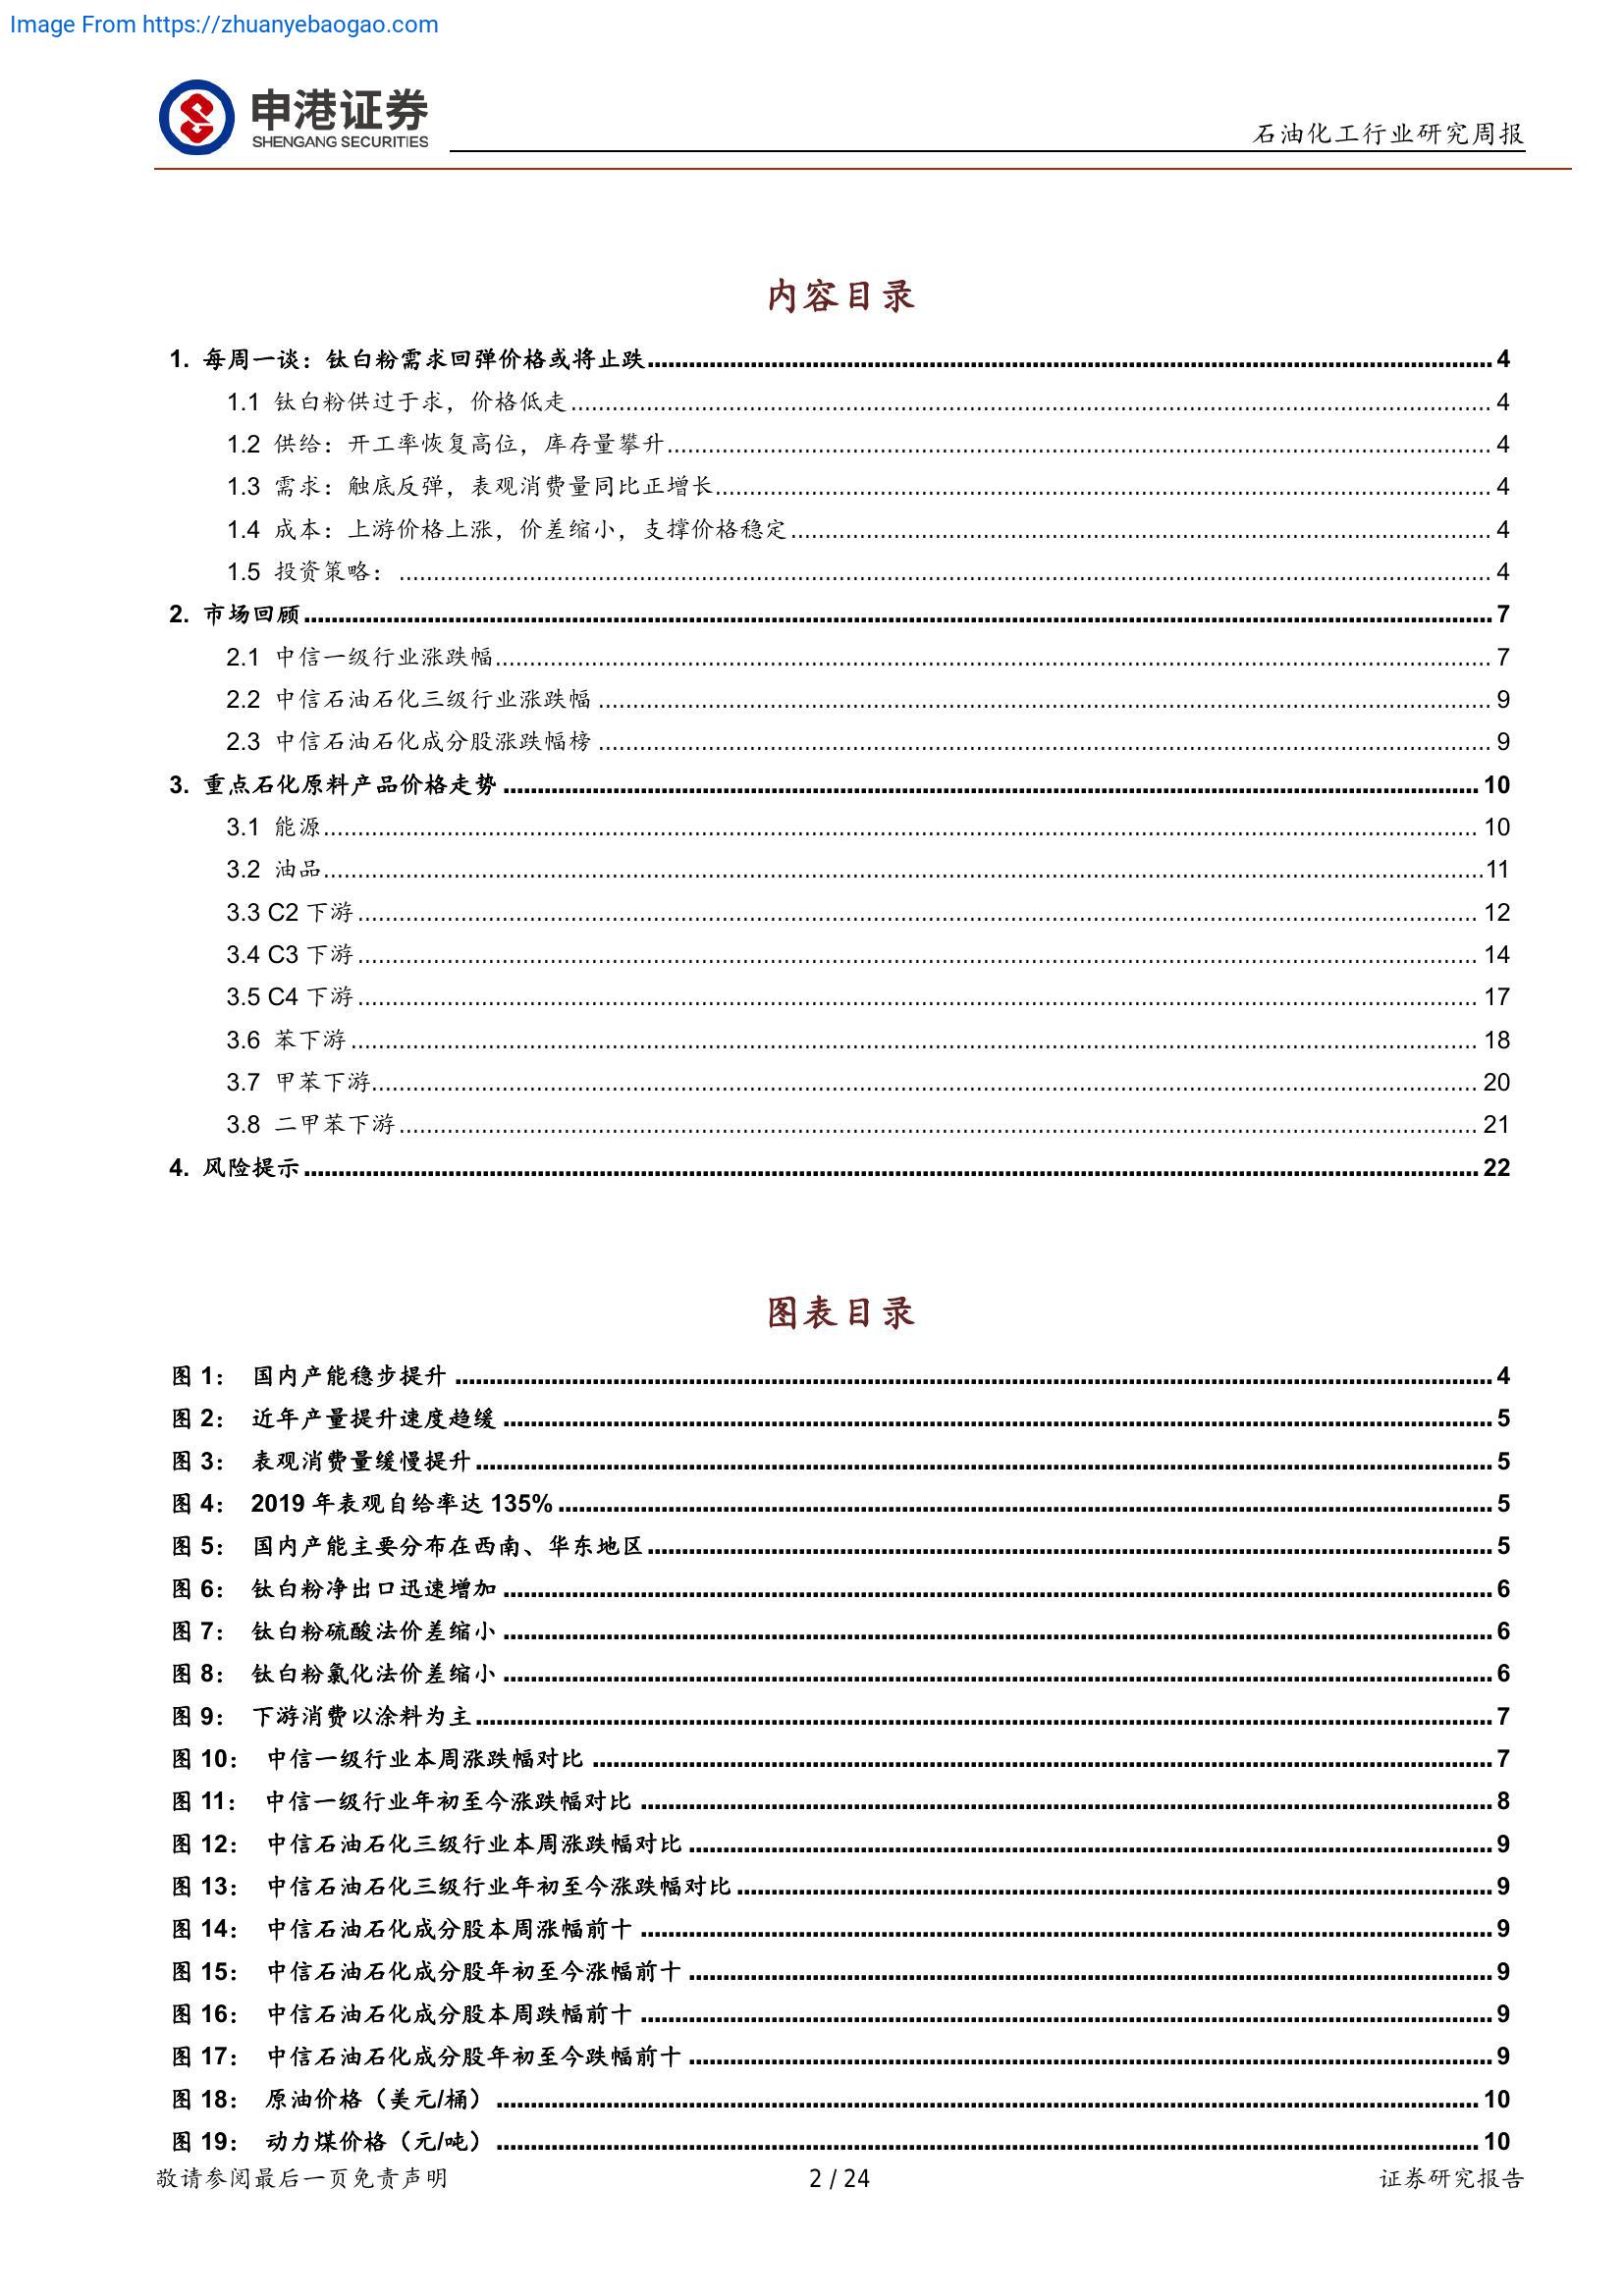 Image From https://zhuanyebaogao.com
申港证券
SHENGANG SECURITIES
石油化工行业研究周报
内容目录
1. 每周一谈：钛白粉需求回弹价格或将止跌 4
1.1 钛白粉供过于求，价格低走 4
1.2 供给：开工率恢复高位，库存量攀升 4
1.3 需求：触底反弹，表观消费量同比正增长 4
1.4 成本：上游价格上涨，价差缩小，支撑价格稳定 4
1.5 投资策略： 4
2. 市场回顾 7
2.1 中信一级行业涨跌幅 7
2.2 中信石油石化三级行业涨跌幅 9
2.3 中信石油石化成分股涨跌幅榜 9
3. 重点石化原料产品价格走势 10
3.1 能源 10
3.2 油品 11
3.3 C2 下游 12
3.4 C3 下游 14
3.5 C4 下游 17
3.6 苯下游 18
3.7 甲苯下游 20
3.8 二甲苯下游 21
4. 风险提示 22
图表目录
图 1： 国内产能稳步提升 4
图 2： 近年产量提升速度趋缓 5
图 3： 表观消费量缓慢提升 5
图 4： 2019 年表观自给率达 135% 5
图 5： 国内产能主要分布在西南、华东地区 5
图 6： 钛白粉净出口迅速增加 6
图 7： 钛白粉硫酸法价差缩小 6
图 8： 钛白粉氯化法价差缩小 6
图 9： 下游消费以涂料为主 7
图 10： 中信一级行业本周涨跌幅对比 7
图 11： 中信一级行业年初至今涨跌幅对比 8
图 12： 中信石油石化三级行业本周涨跌幅对比 9
图 13： 中信石油石化三级行业年初至今涨跌幅对比 9
图 14： 中信石油石化成分股本周涨幅前十 9
图 15： 中信石油石化成分股年初至今涨幅前十 9
图 16： 中信石油石化成分股本周跌幅前十 9
图 17： 中信石油石化成分股年初至今跌幅前十 9
图 18： 原油价格（美元/桶） 10
图 19： 动力煤价格（元/吨） 10
敬请参阅最后一页免责声明 2 / 24 证券研究报告